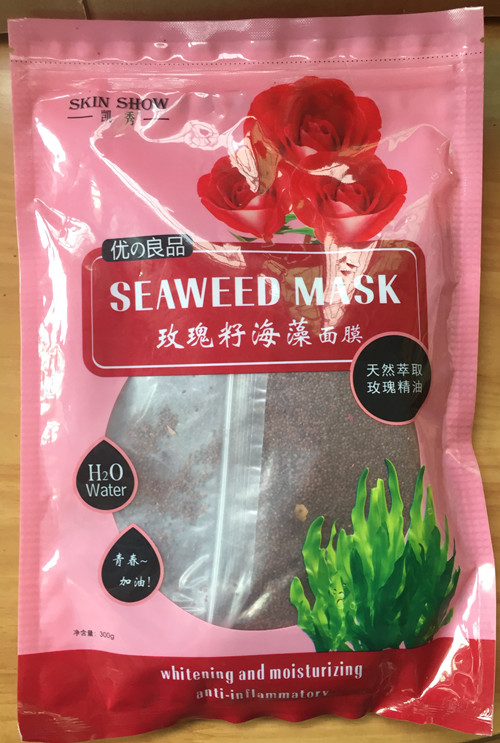 SKIN SHOW
凯秀
优の良品
SEAWEED MASK
玫瑰籽海藻面膜
天然萃取
玫瑰精油
H₂O
Water
青春~
加油!
净含量: 300g
whitening and moisturizing
anti-inflammatory